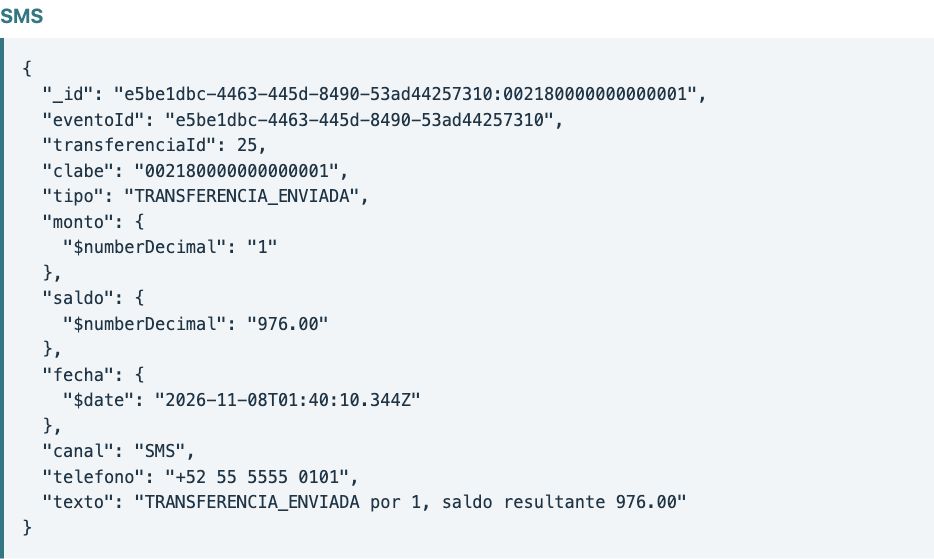 SMS
{
  "_id": "e5be1dbc-4463-445d-8490-53ad44257310:002180000000000001",
  "eventoId": "e5be1dbc-4463-445d-8490-53ad44257310",
  "transferenciaId": 25,
  "clabe": "002180000000000001",
  "tipo": "TRANSFERENCIA_ENVIADA",
  "monto": {
    "$numberDecimal": "1"
  },
  "saldo": {
    "$numberDecimal": "976.00"
  },
  "fecha": {
    "$date": "2026-11-08T01:40:10.344Z"
  },
  "canal": "SMS",
  "telefono": "+52 55 5555 0101",
  "texto": "TRANSFERENCIA_ENVIADA por 1, saldo resultante 976.00"
}